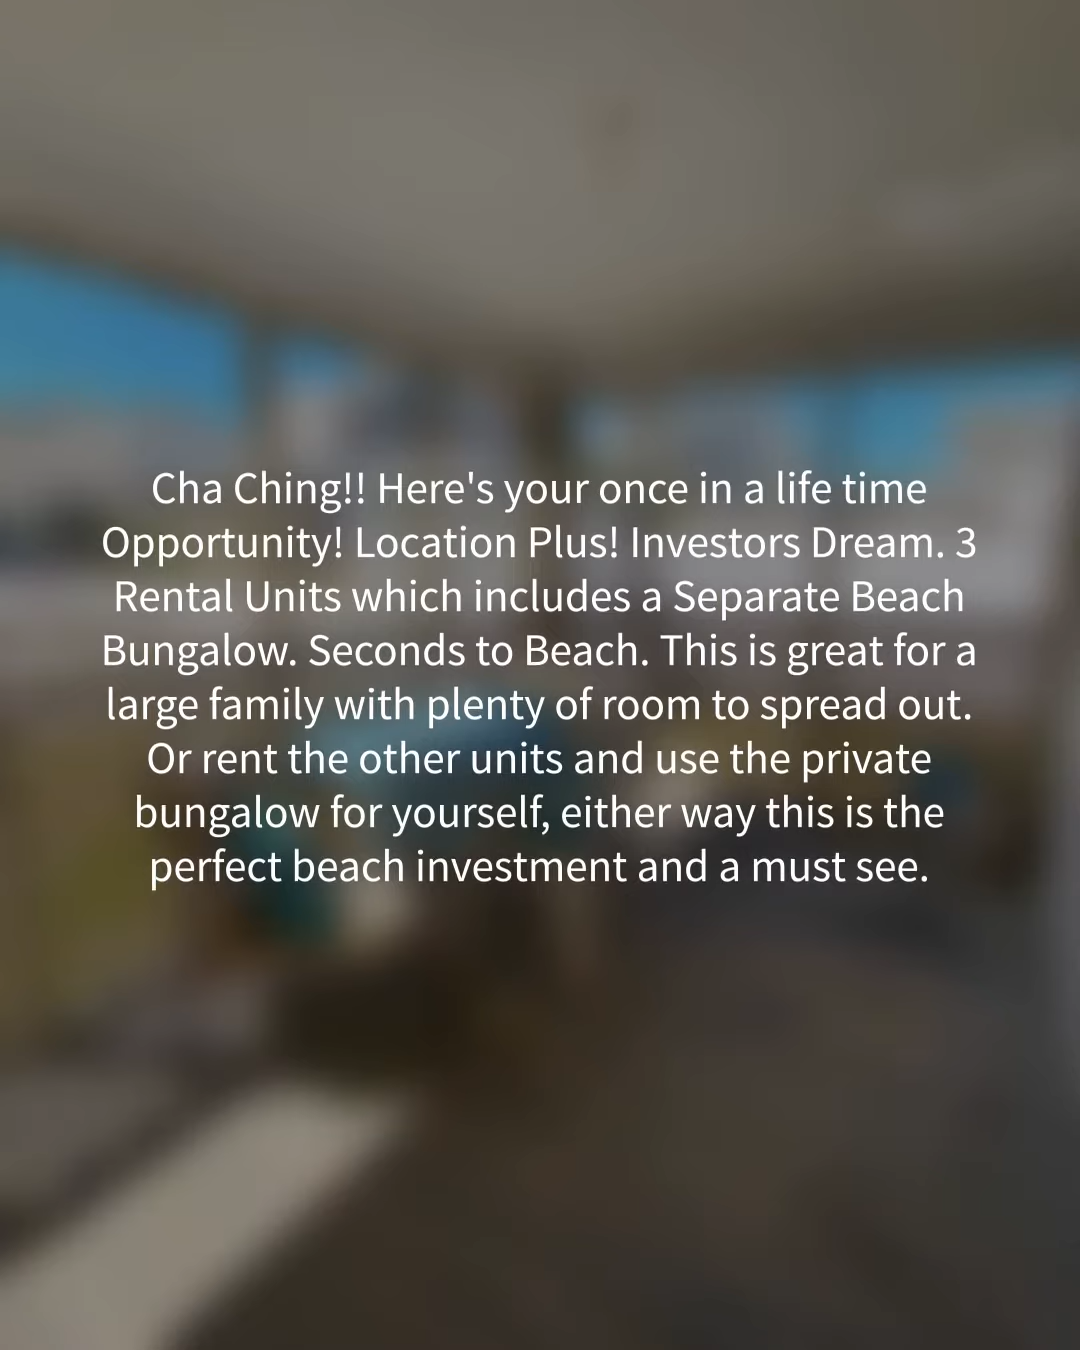 Cha Ching!! Here's your once in a life time
Opportunity! Location Plus! Investors Dream. 3
Rental Units which includes a Separate Beach
Bungalow. Seconds to Beach. This is great for a
large family with plenty of room to spread out.
Or rent the other units and use the private
bungalow for yourself, either way this is the
perfect beach investment and a must see.